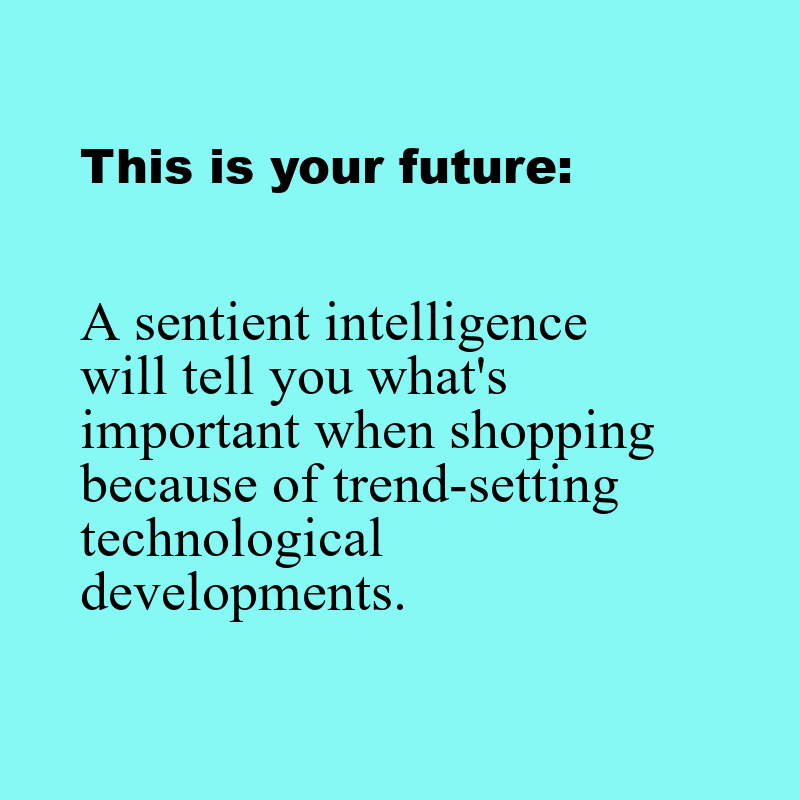 This is your future:
A sentient intelligence
will tell you what's
important when shopping
because of trend-setting
technological
developments.